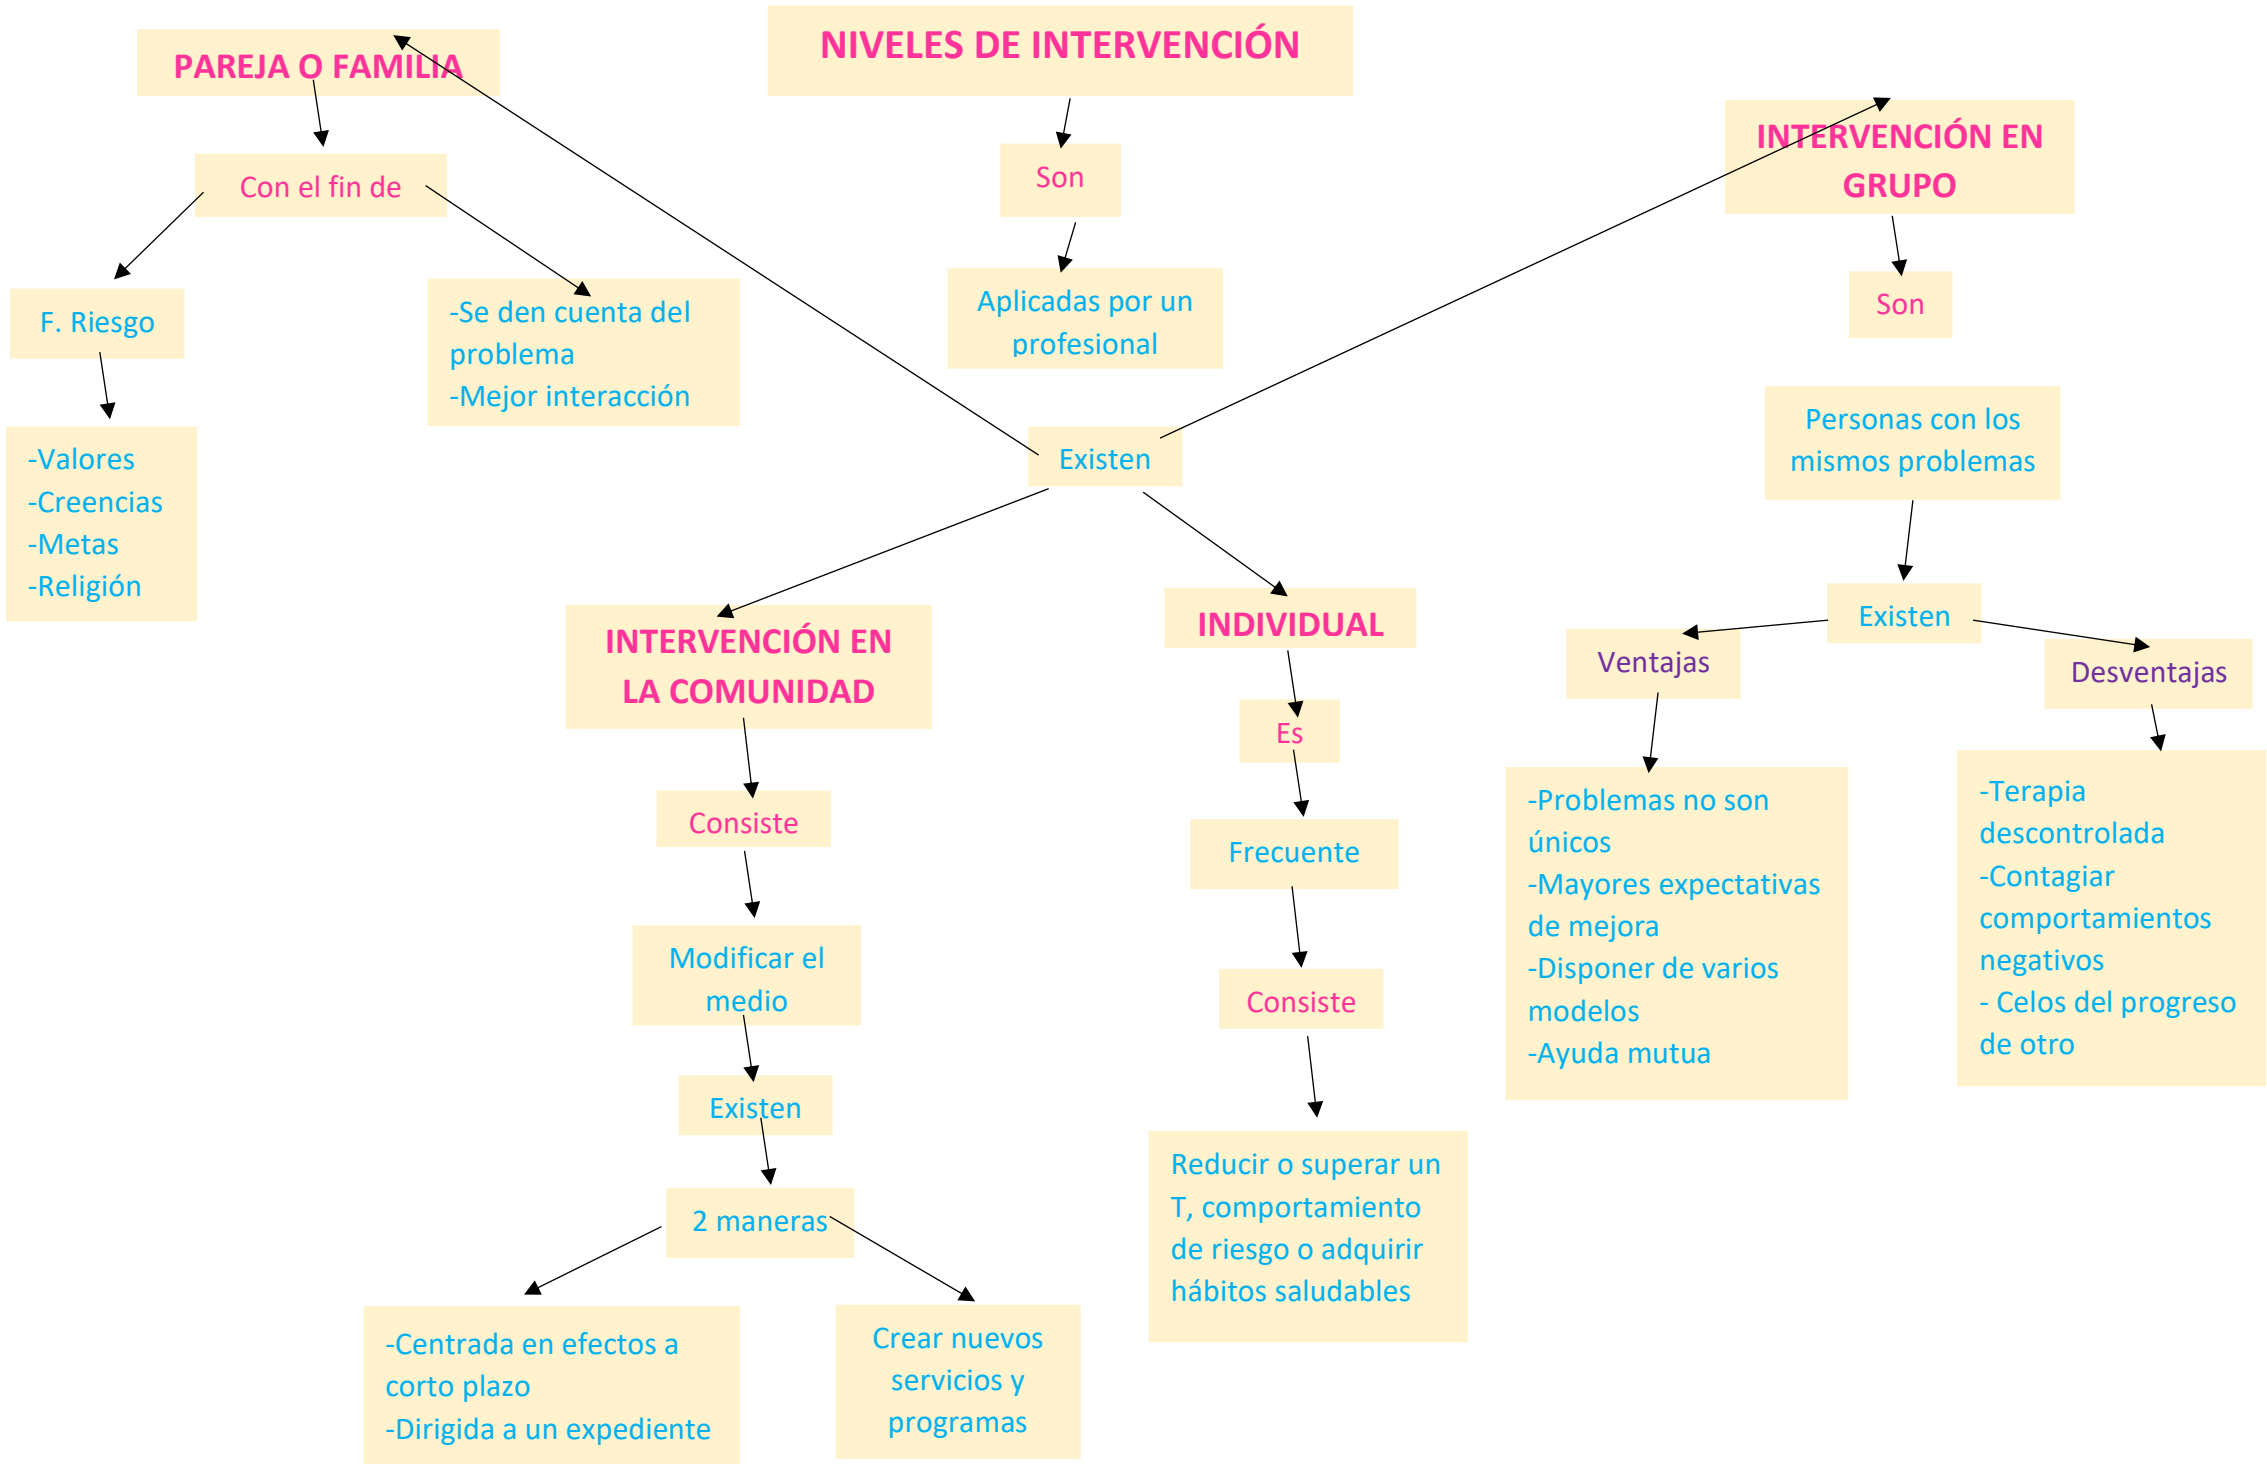 NIVELES DE INTERVENCIÓN
Son
Aplicadas por un
profesional
Existen
PAREJA O FAMILIA
Con el fin de
F. Riesgo
-Valores
-Creencias
-Metas
-Religión
-Se den cuenta del
problema
-Mejor interacción
INTERVENCIÓN EN
LA COMUNIDAD
Consiste
Modificar el
medio
Existen
2 maneras
-Centrada en efectos a
corto plazo
-Dirigida a un expediente
Crear nuevos
servicios y
programas
INDIVIDUAL
Es
Frecuente
Consiste
Reducir o superar un
T, comportamiento
de riesgo o adquirir
hábitos saludables
INTERVENCIÓN EN
GRUPO
Son
Personas con los
mismos problemas
Existen
Ventajas
-Problemas no son
únicos
-Mayores expectativas
de mejora
-Disponer de varios
modelos
-Ayuda mutua
Desventajas
-Terapia
descontrolada
-Contagiar
comportamientos
negativos
- Celos del progreso
de otro